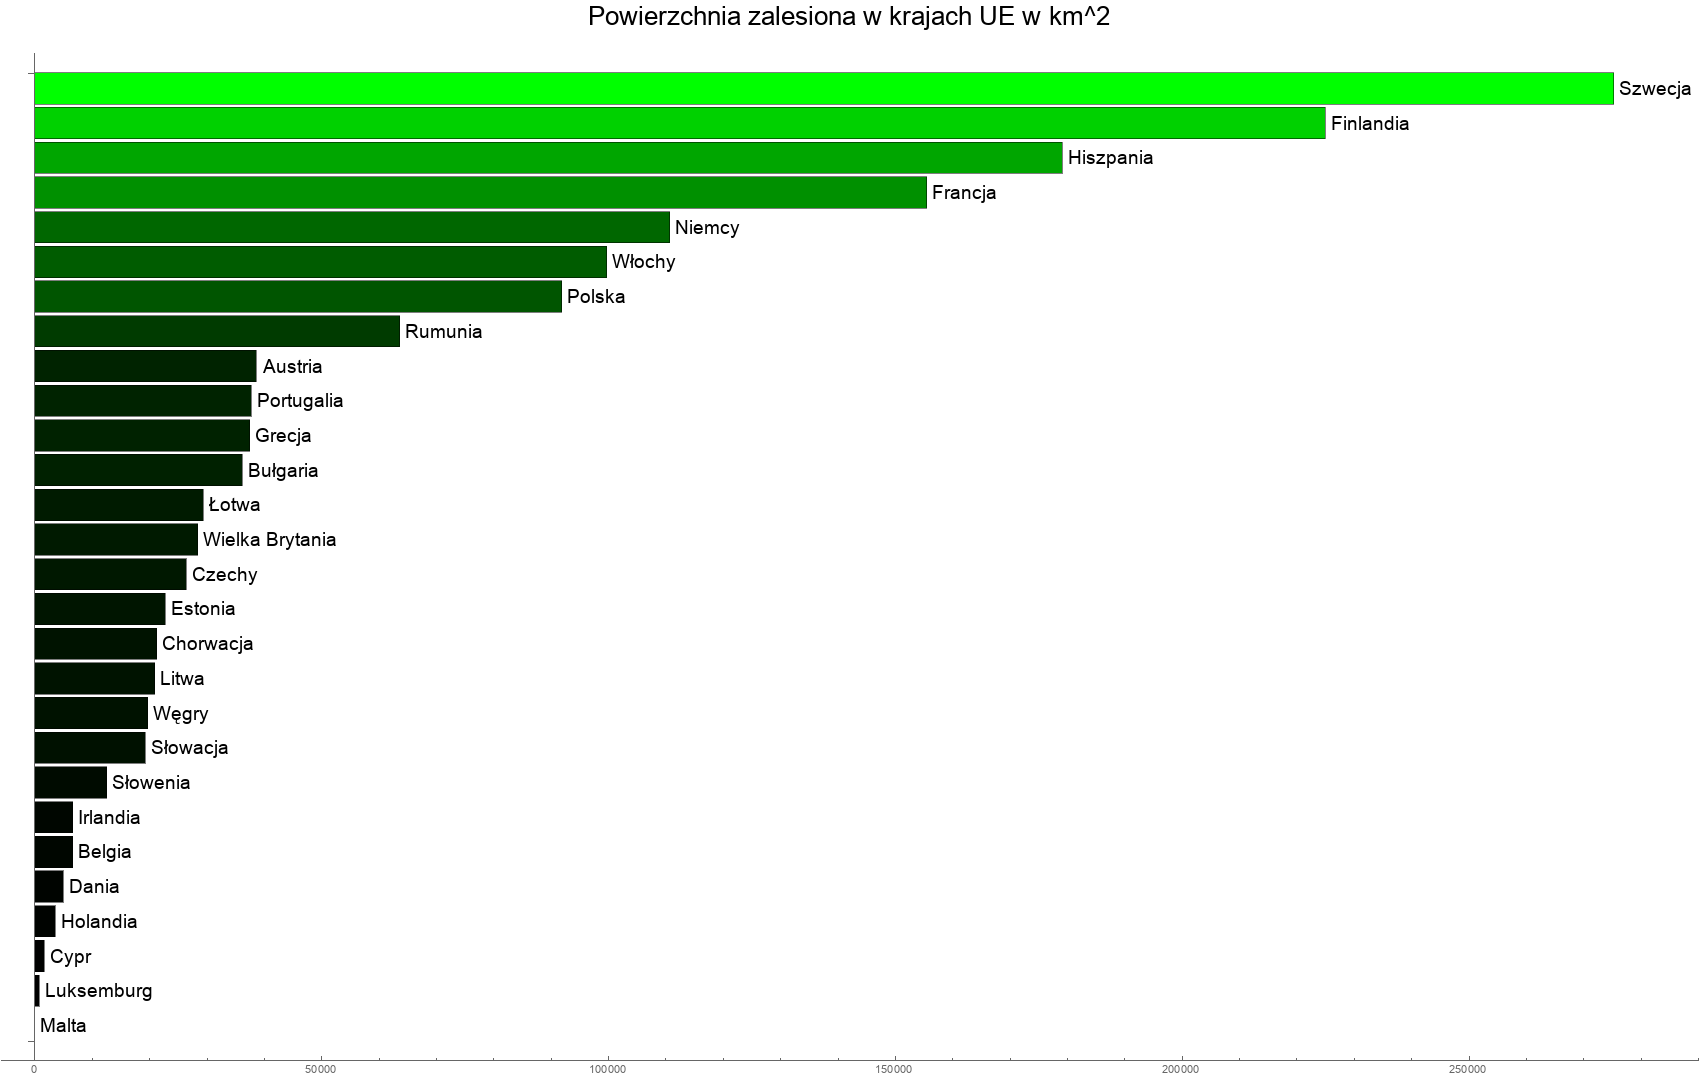 Powierzchnia zalesiona w krajach UE w km^2
Szwecja
Finlandia
Hiszpania
Francja
Niemcy
Włochy
Polska
Rumunia
Austria
Portugalia
Grecja
Bułgaria
Łotwa
Wielka Brytania
Czechy
Estonia
Chorwacja
Litwa
Węgry
Słowacja
Słowenia
Irlandia
Belgia
Dania
Holandia
Cypr
Luksemburg
Malta
0 50000 100000 150000 200000 250000